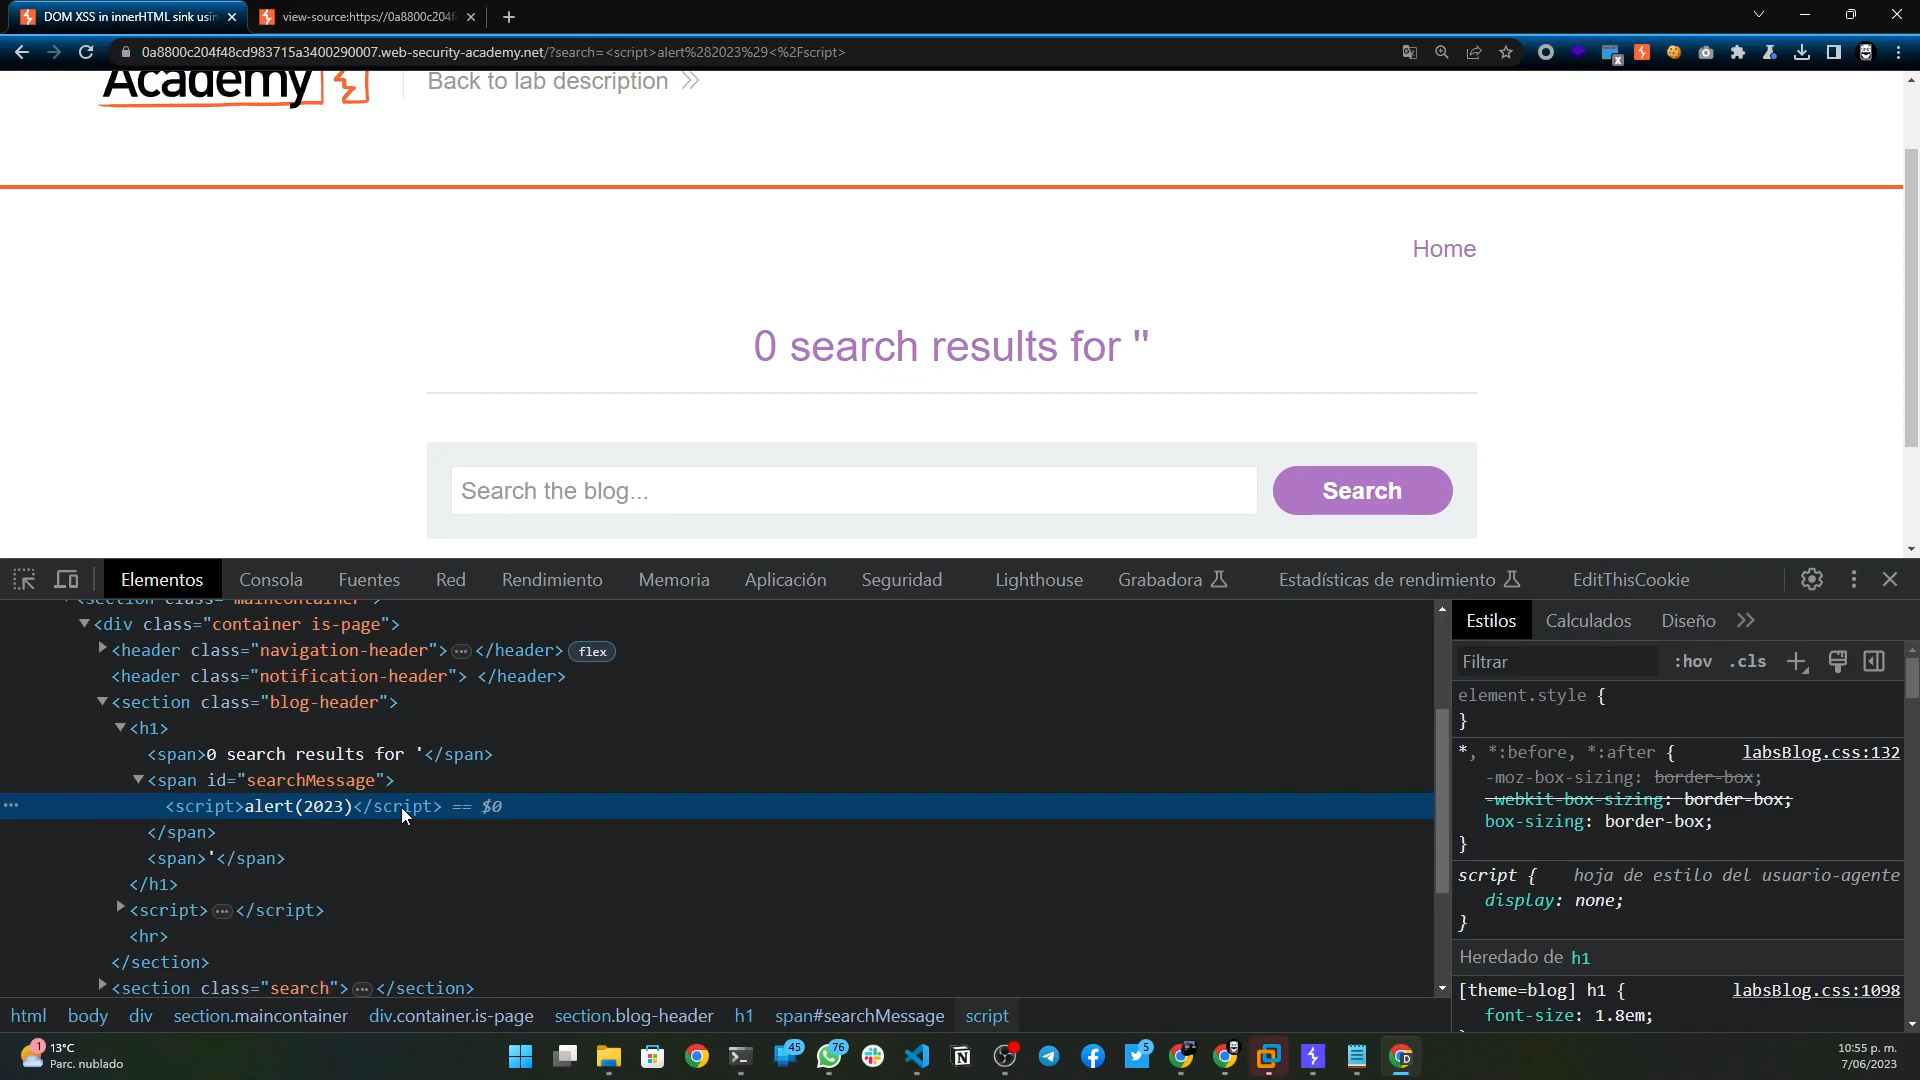 DOM XSS in innerHTML sink usin
view-source:https://0a8800c204f
0a8800c204f48cd983715a3400290007.web-security-academy.net/?search=<script>alert%282023%29<%2Fscript>
Academy
Back to lab description
Home
0 search results for ''
Search the blog...
Search
Elementos
Consola
Fuentes
Red
Rendimiento
Memoria
Aplicación
Seguridad
Lighthouse
Grabadora
Estadísticas de rendimiento
EditThisCookie
<section class="maincontainer">
<div class="container is-page">
<header class="navigation-header"> … </header> flex
<header class="notification-header"> </header>
<section class="blog-header">
<h1>
<span>0 search results for '</span>
<span id="searchMessage">
<script>alert(2023)</script> == $0
</span>
<span>'</span>
</h1>
<script> … </script>
<hr>
</section>
<section class="search"> … </section>
html body div section.maincontainer div.container.is-page section.blog-header h1 span#searchMessage script
Estilos
Calculados
Diseño
Filtrar
:hov .cls
element.style {
}
*, *:before, *:after { labsBlog.css:132
-moz-box-sizing: border-box;
-webkit-box-sizing: border-box;
box-sizing: border-box;
}
script { hoja de estilo del usuario-agente
display: none;
}
Heredado de h1
[theme=blog] h1 { labsBlog.css:1098
font-size: 1.8em;
1
13°C
Parc. nublado
45
76
5
10:55 p. m.
7/06/2023